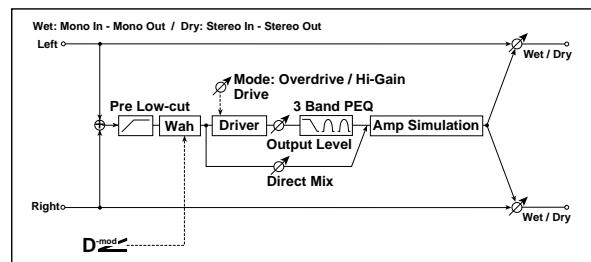 Wet: Mono In - Mono Out / Dry: Stereo In - Stereo Out
Left
Wet / Dry
Mode: Overdrive / Hi-Gain
Drive
Pre Low-cut
3 Band PEQ
Wah
Driver
Amp Simulation
Output Level
Direct Mix
Right
Wet / Dry
D-mod